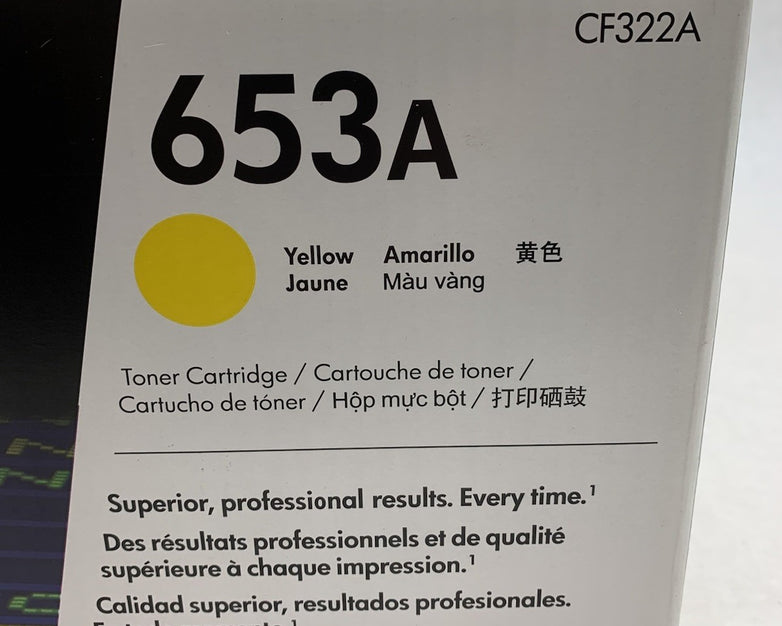 CF322A
653A
Yellow Amarillo 黄色
Jaune Màu vàng
Toner Cartridge / Cartouche de toner /
Cartucho de tóner / Hộp mực bột / 打印硒鼓
Superior, professional results. Every time.¹
Des résultats professionnels et de qualité
supérieure à chaque impression.¹
Calidad superior, resultados profesionales.